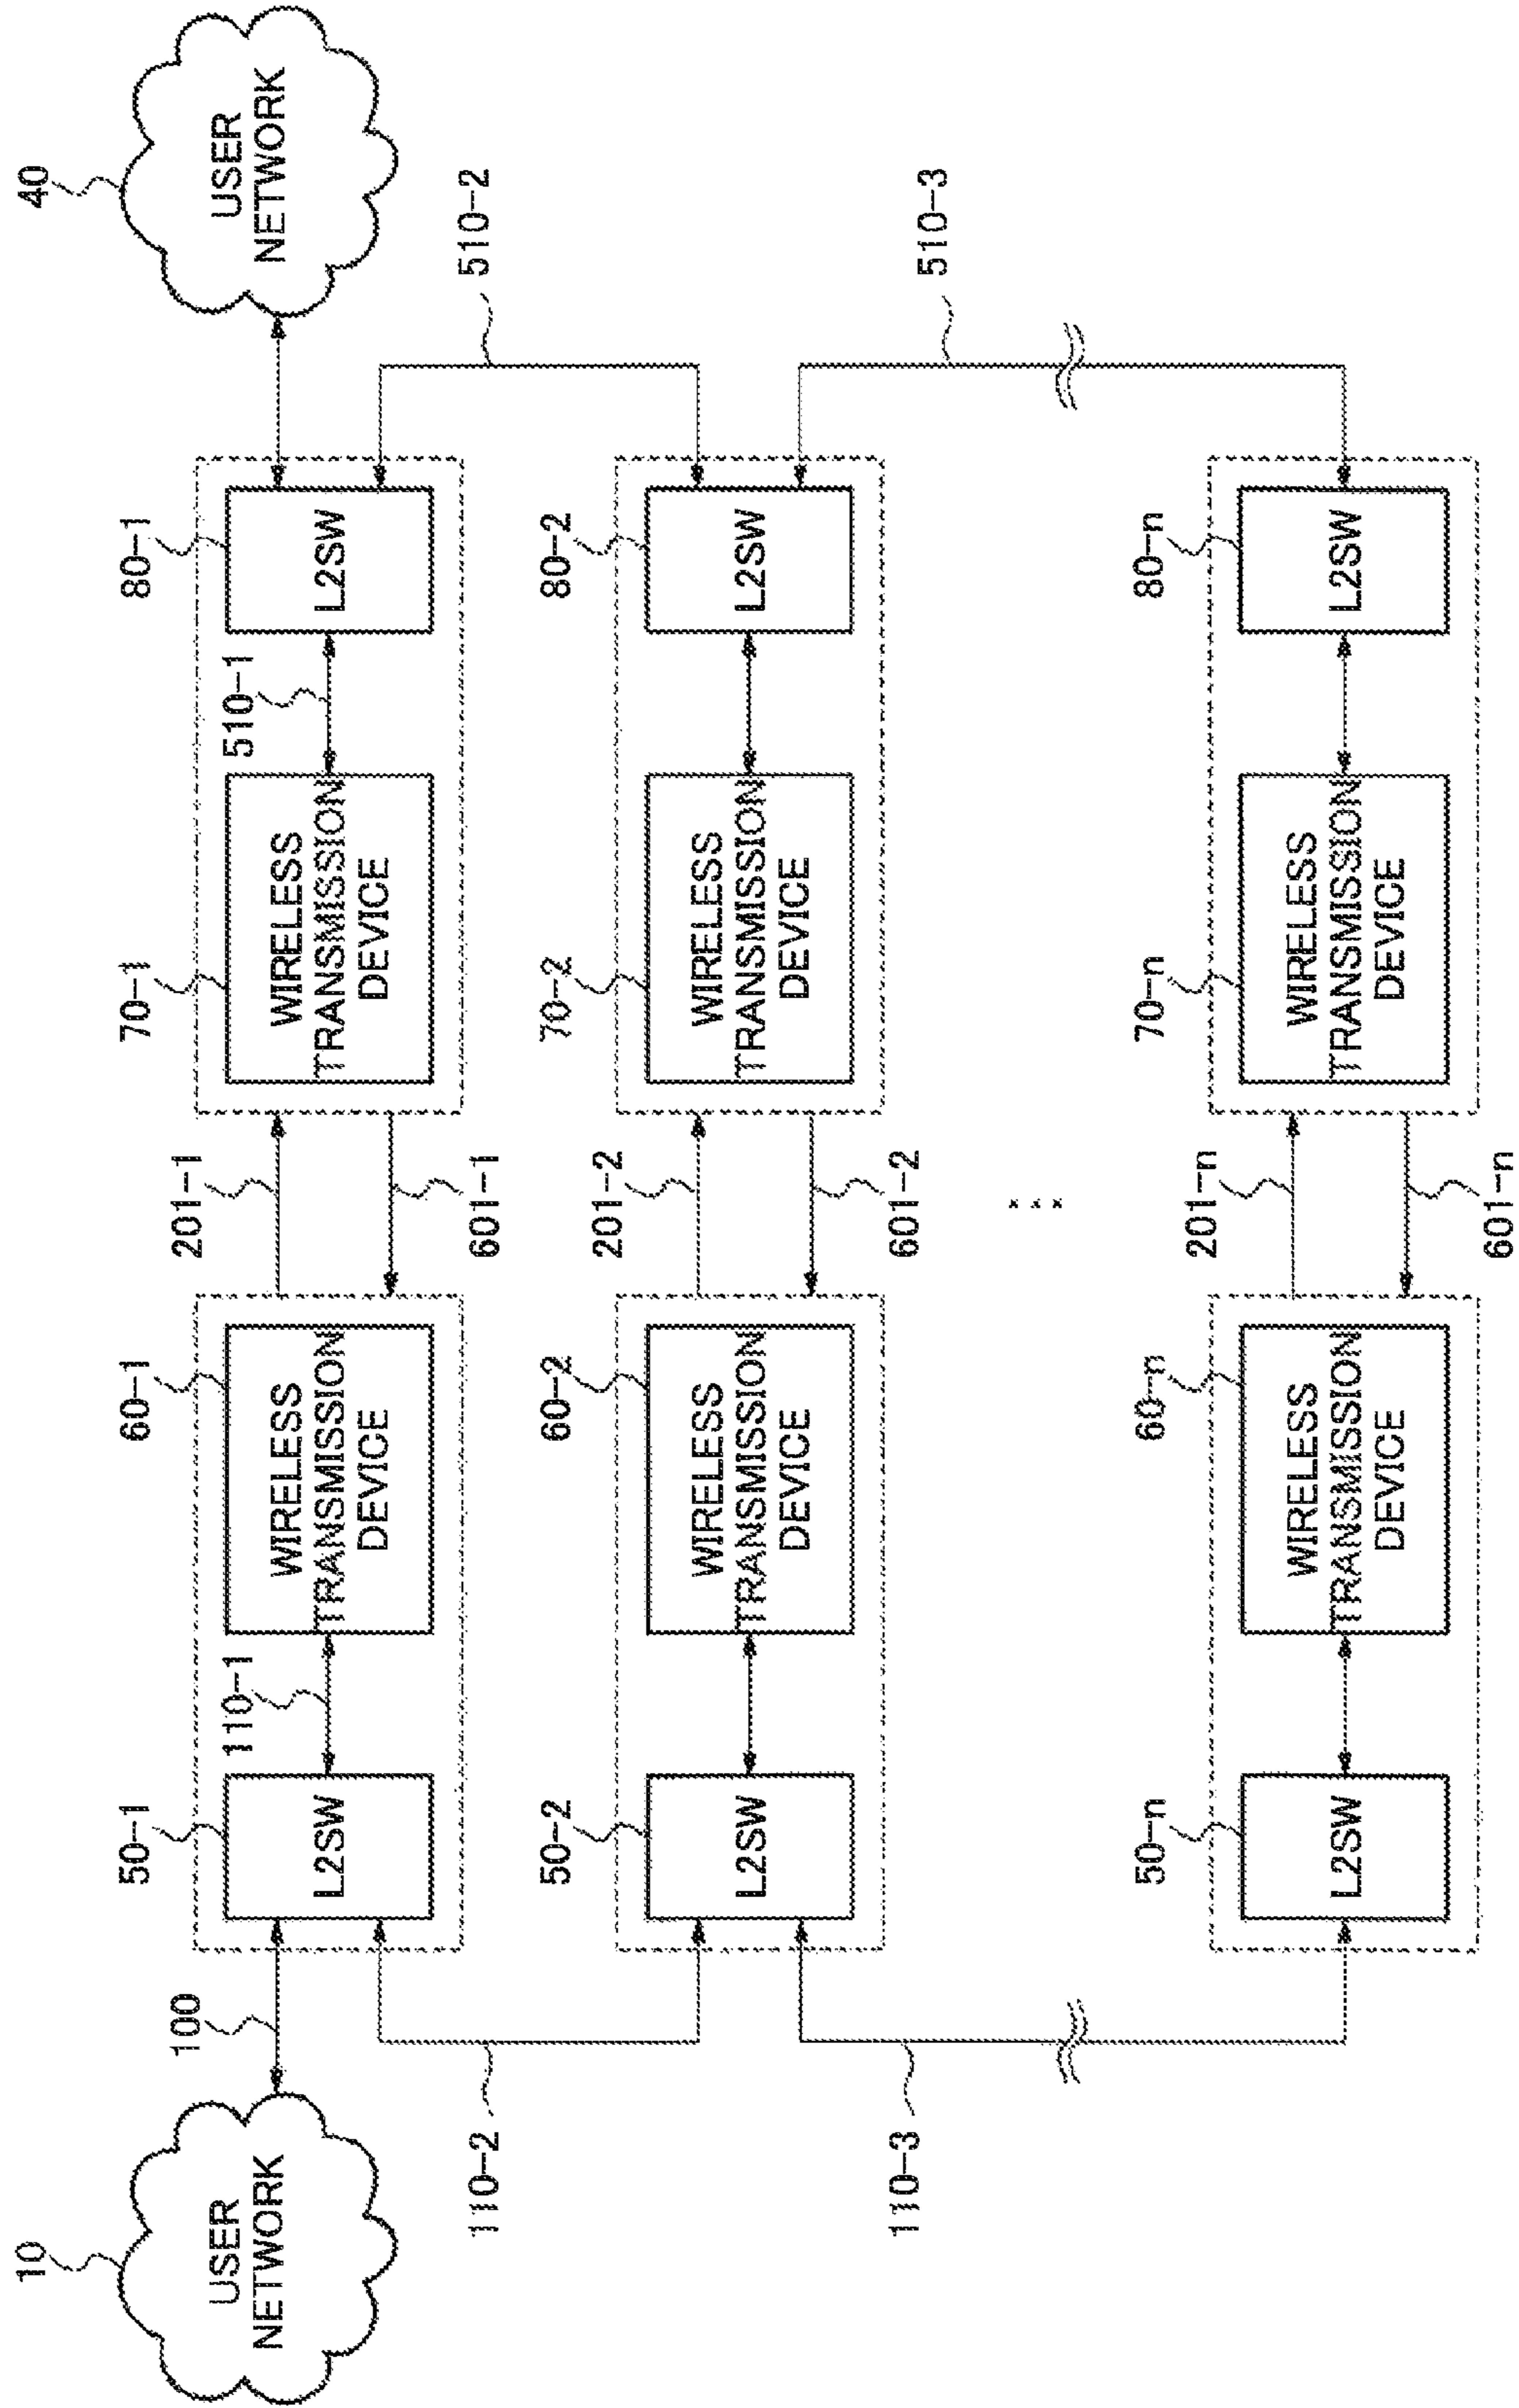 10
USER
NETWORK
100
50-1
L2SW
110-1
60-1
WIRELESS
TRANSMISSION
DEVICE
201-1
601-1
70-1
WIRELESS
TRANSMISSION
DEVICE
510-1
80-1
L2SW
40
USER
NETWORK
110-2
50-2
L2SW
60-2
WIRELESS
TRANSMISSION
DEVICE
201-2
601-2
70-2
WIRELESS
TRANSMISSION
DEVICE
80-2
L2SW
510-2
110-3
510-3
50-n
L2SW
60-n
WIRELESS
TRANSMISSION
DEVICE
201-n
601-n
70-n
WIRELESS
TRANSMISSION
DEVICE
80-n
L2SW